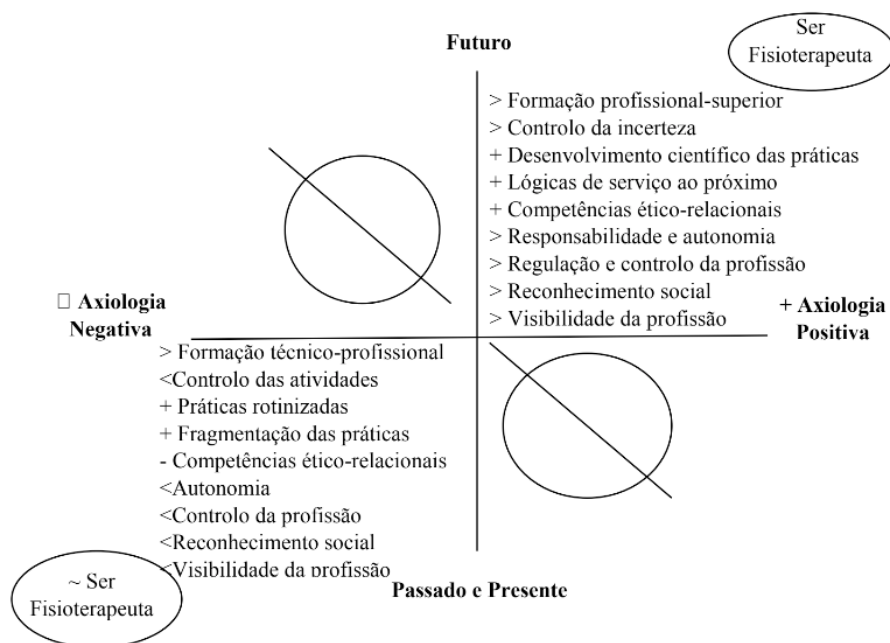 Ser
Fisioterapeuta
Futuro
> Formação profissional-superior
> Controlo da incerteza
+ Desenvolvimento científico das práticas
+ Lógicas de serviço ao próximo
+ Competências ético-relacionais
> Responsabilidade e autonomia
> Regulação e controlo da profissão
> Reconhecimento social
> Visibilidade da profissão
□ Axiologia
Negativa
+ Axiologia
Positiva
> Formação técnico-profissional
<Controlo das atividades
+ Práticas rotinizadas
+ Fragmentação das práticas
- Competências ético-relacionais
<Autonomia
<Controlo da profissão
<Reconhecimento social
<Visibilidade da profissão
~ Ser
Fisioterapeuta
Passado e Presente